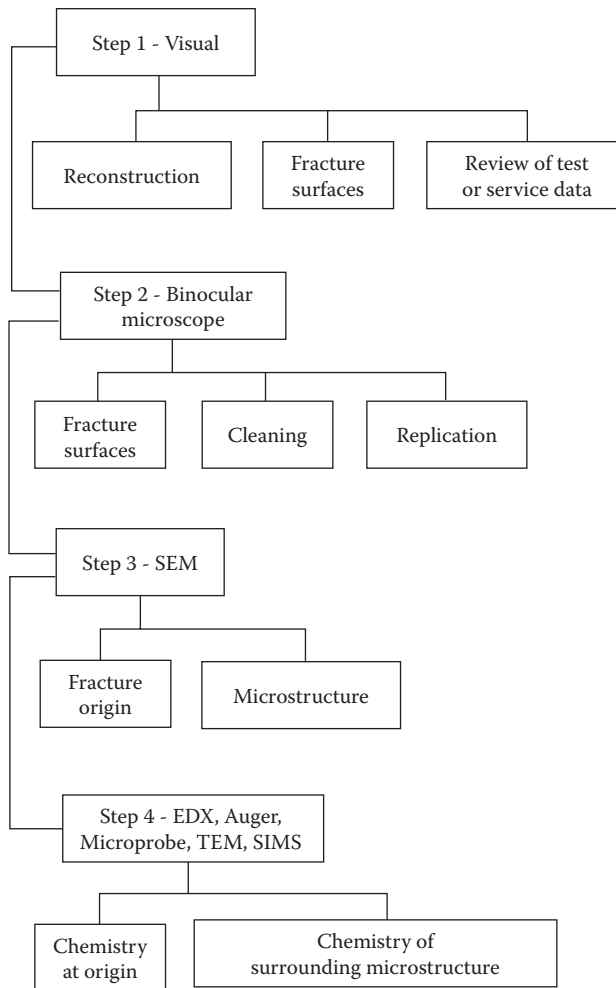 Step 1 - Visual
Reconstruction
Fracture
surfaces
Review of test
or service data
Step 2 - Binocular
microscope
Fracture
surfaces
Cleaning
Replication
Step 3 - SEM
Fracture
origin
Microstructure
Step 4 - EDX, Auger,
Microprobe, TEM, SIMS
Chemistry
at origin
Chemistry of
surrounding microstructure